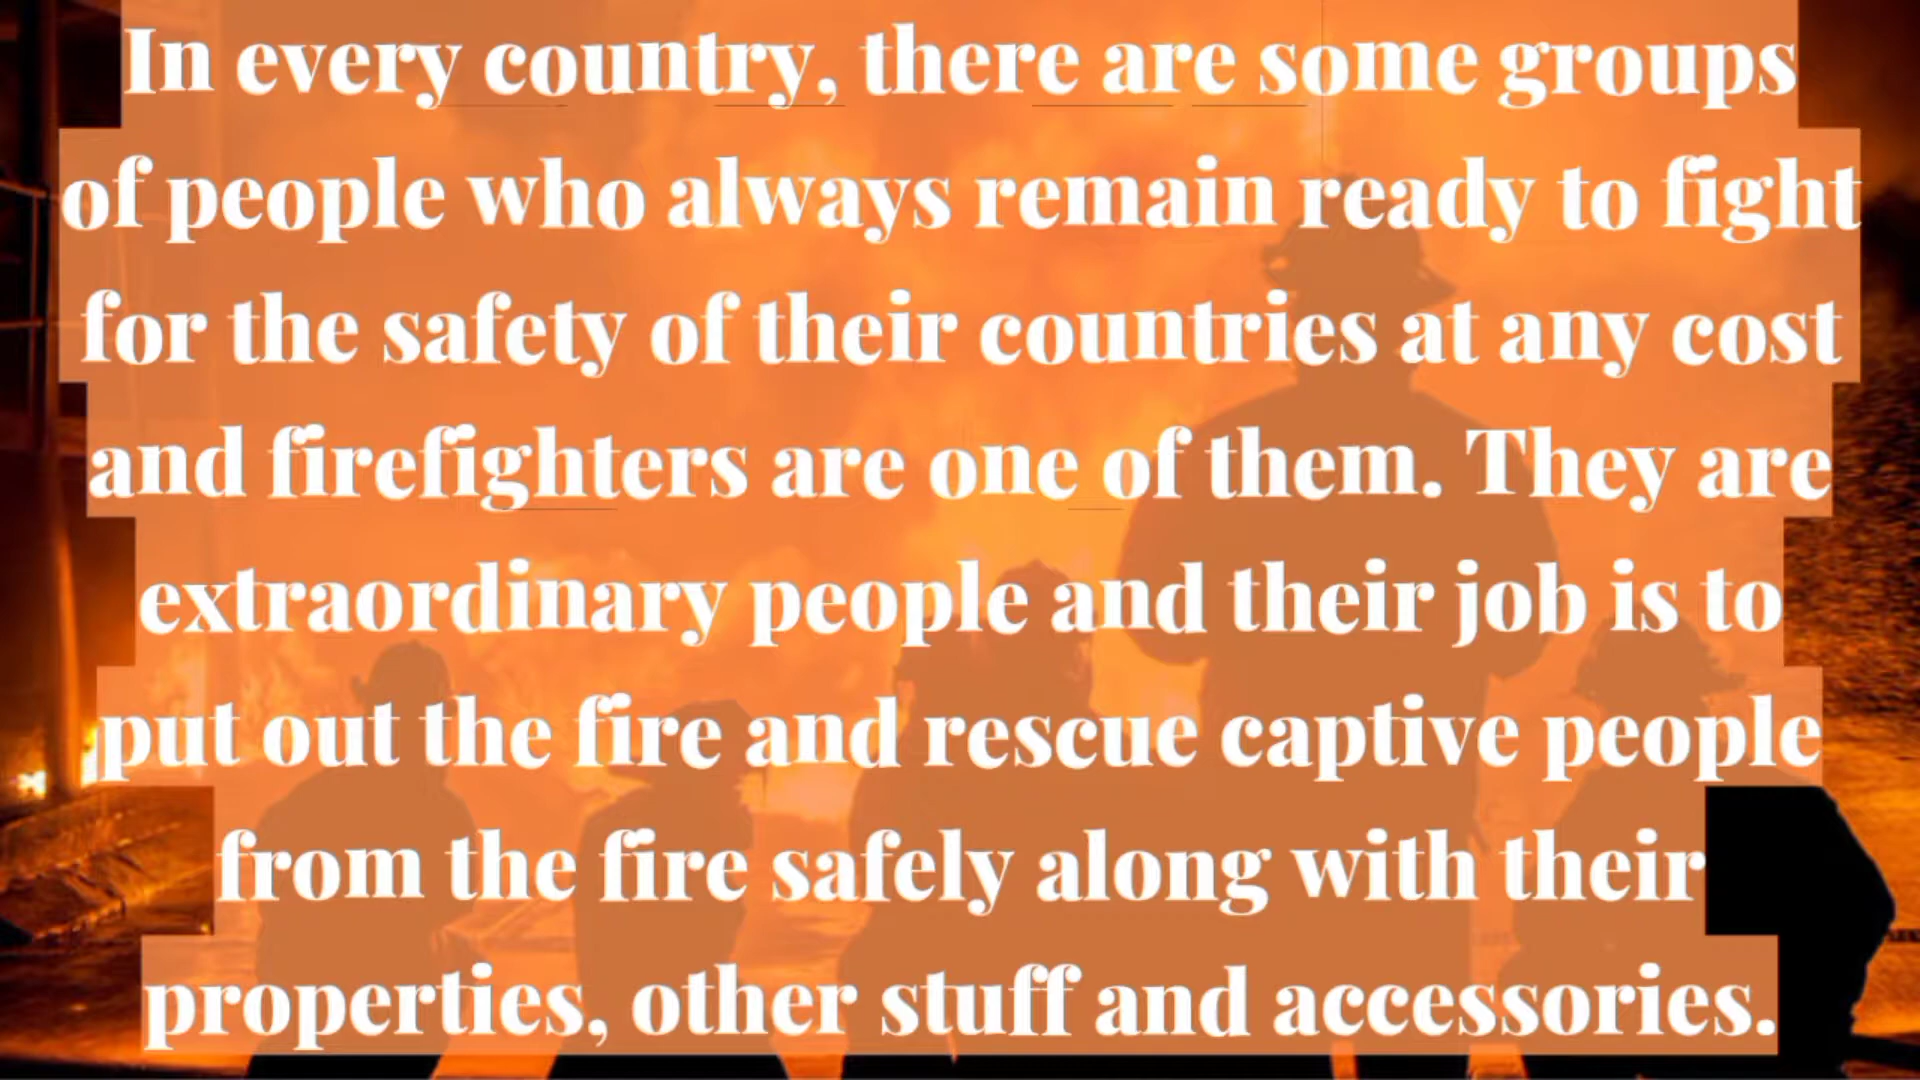 In every country, there are some groups
of people who always remain ready to fight
for the safety of their countries at any cost
and firefighters are one of them. They are
extraordinary people and their job is to
put out the fire and rescue captive people
from the fire safely along with their
properties, other stuff and accessories.